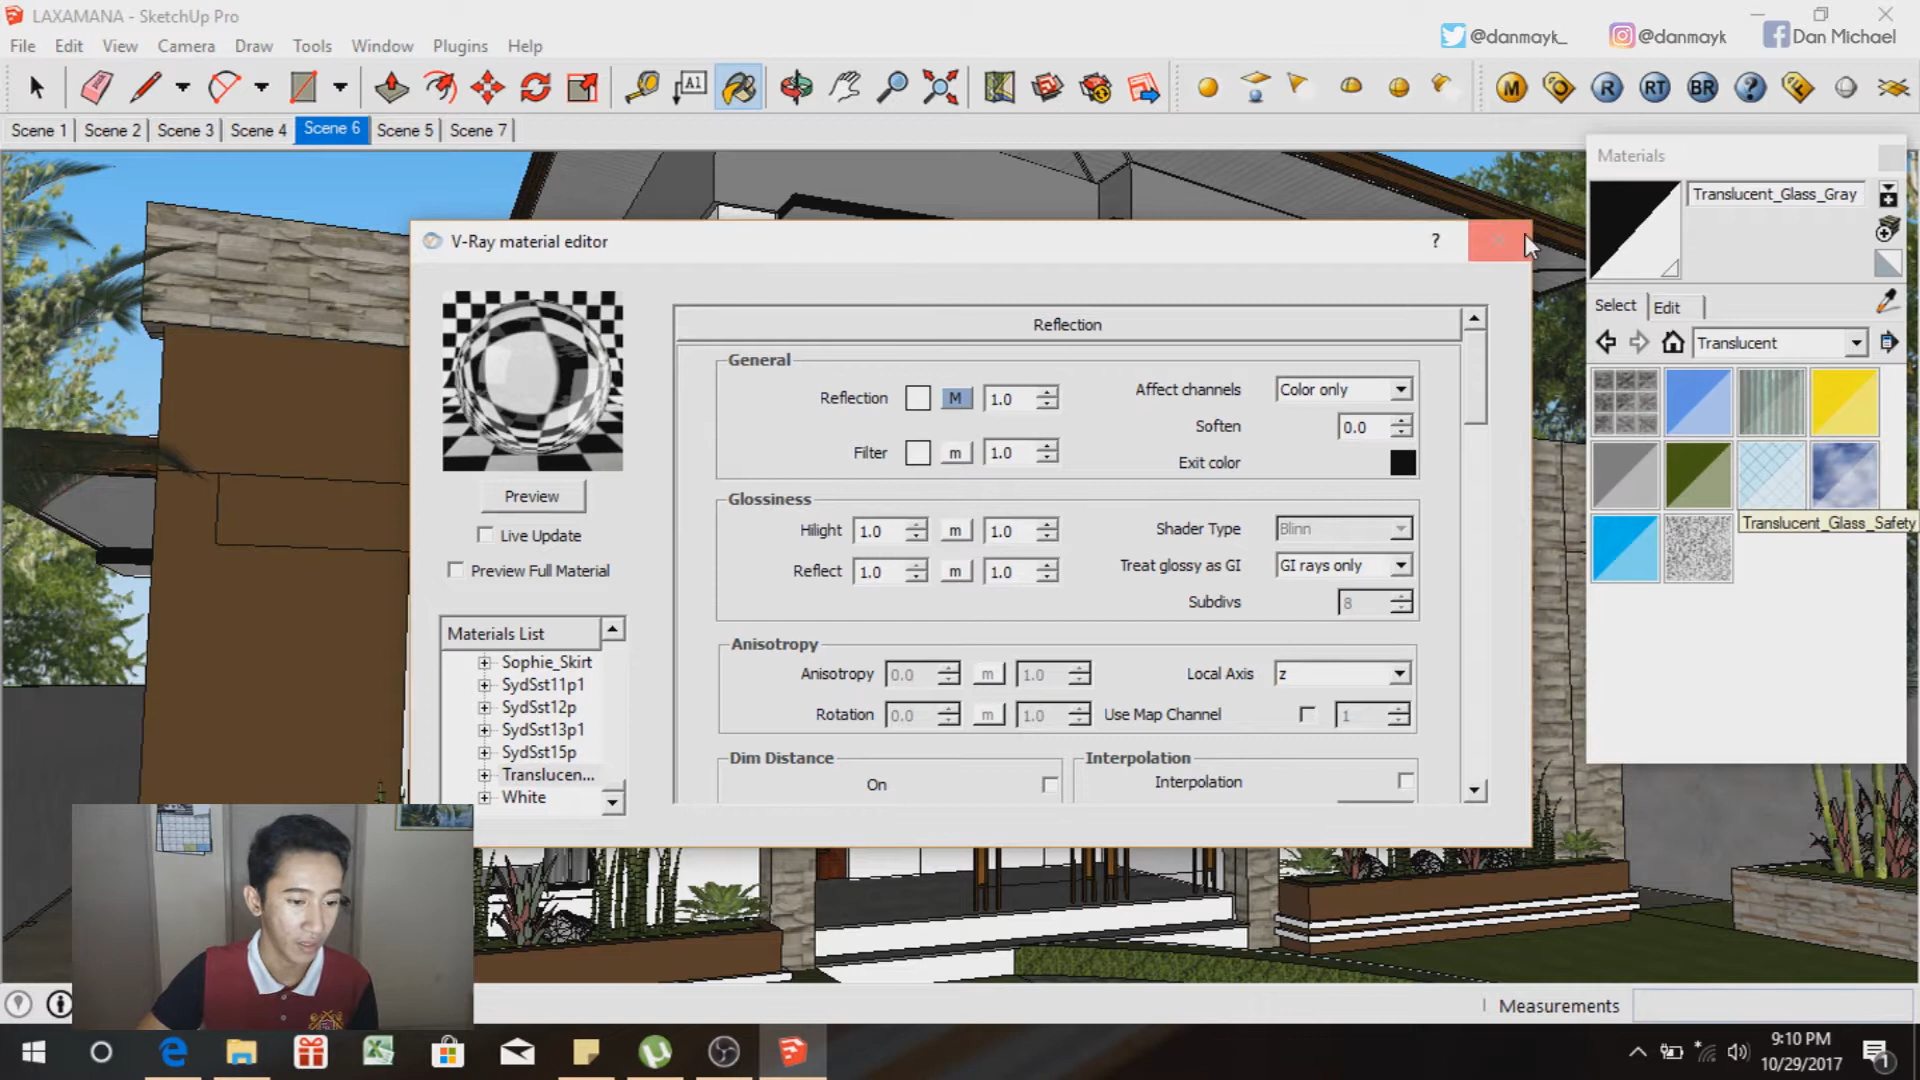 LAXAMANA - SketchUp Pro
@danmayk_ @danmayk Dan Michael
File Edit View Camera Draw Tools Window Plugins Help
A1
M R RT BR ?
Scene 1 Scene 2 Scene 3 Scene 4 Scene 6 Scene 5 Scene 7
Materials
Translucent_Glass_Gray
Select Edit
Translucent
Translucent_Glass_Safety
V-Ray material editor ?
Preview
Live Update
Preview Full Material
Materials List
Sophie_Skirt
SydSst11p1
SydSst12p
SydSst13p1
SydSst15p
Translucen...
White
Reflection
General
Reflection M 1.0 Affect channels Color only
Soften 0.0
Filter m 1.0 Exit color
Glossiness
Hilight 1.0 m 1.0 Shader Type Blinn
Reflect 1.0 m 1.0 Treat glossy as GI GI rays only
Subdivs 8
Anisotropy
Anisotropy 0.0 m 1.0 Local Axis z
Rotation 0.0 m 1.0 Use Map Channel 1
Dim Distance Interpolation
On Interpolation
Measurements
9:10 PM
10/29/2017
1